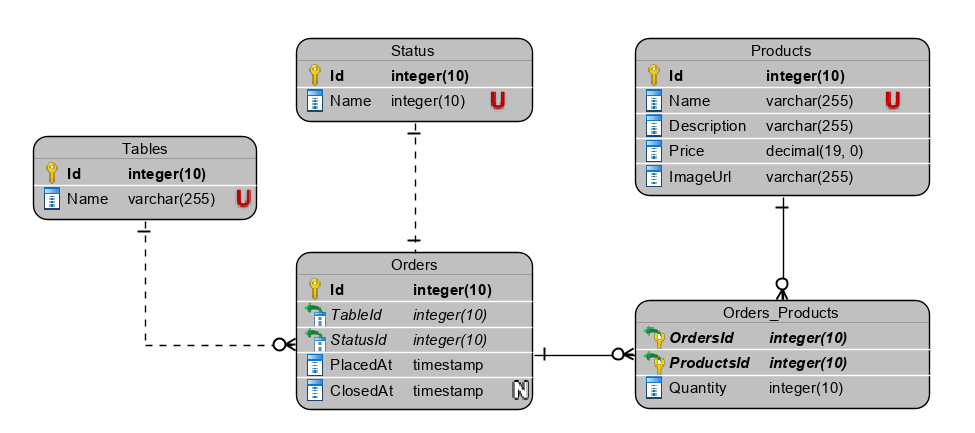 Status
Id integer(10)
Name integer(10) U
Products
Id integer(10)
Name varchar(255) U
Description varchar(255)
Price decimal(19, 0)
ImageUrl varchar(255)
Tables
Id integer(10)
Name varchar(255) U
Orders
Id integer(10)
TableId integer(10)
StatusId integer(10)
PlacedAt timestamp
ClosedAt timestamp N
Orders_Products
OrdersId integer(10)
ProductsId integer(10)
Quantity integer(10)